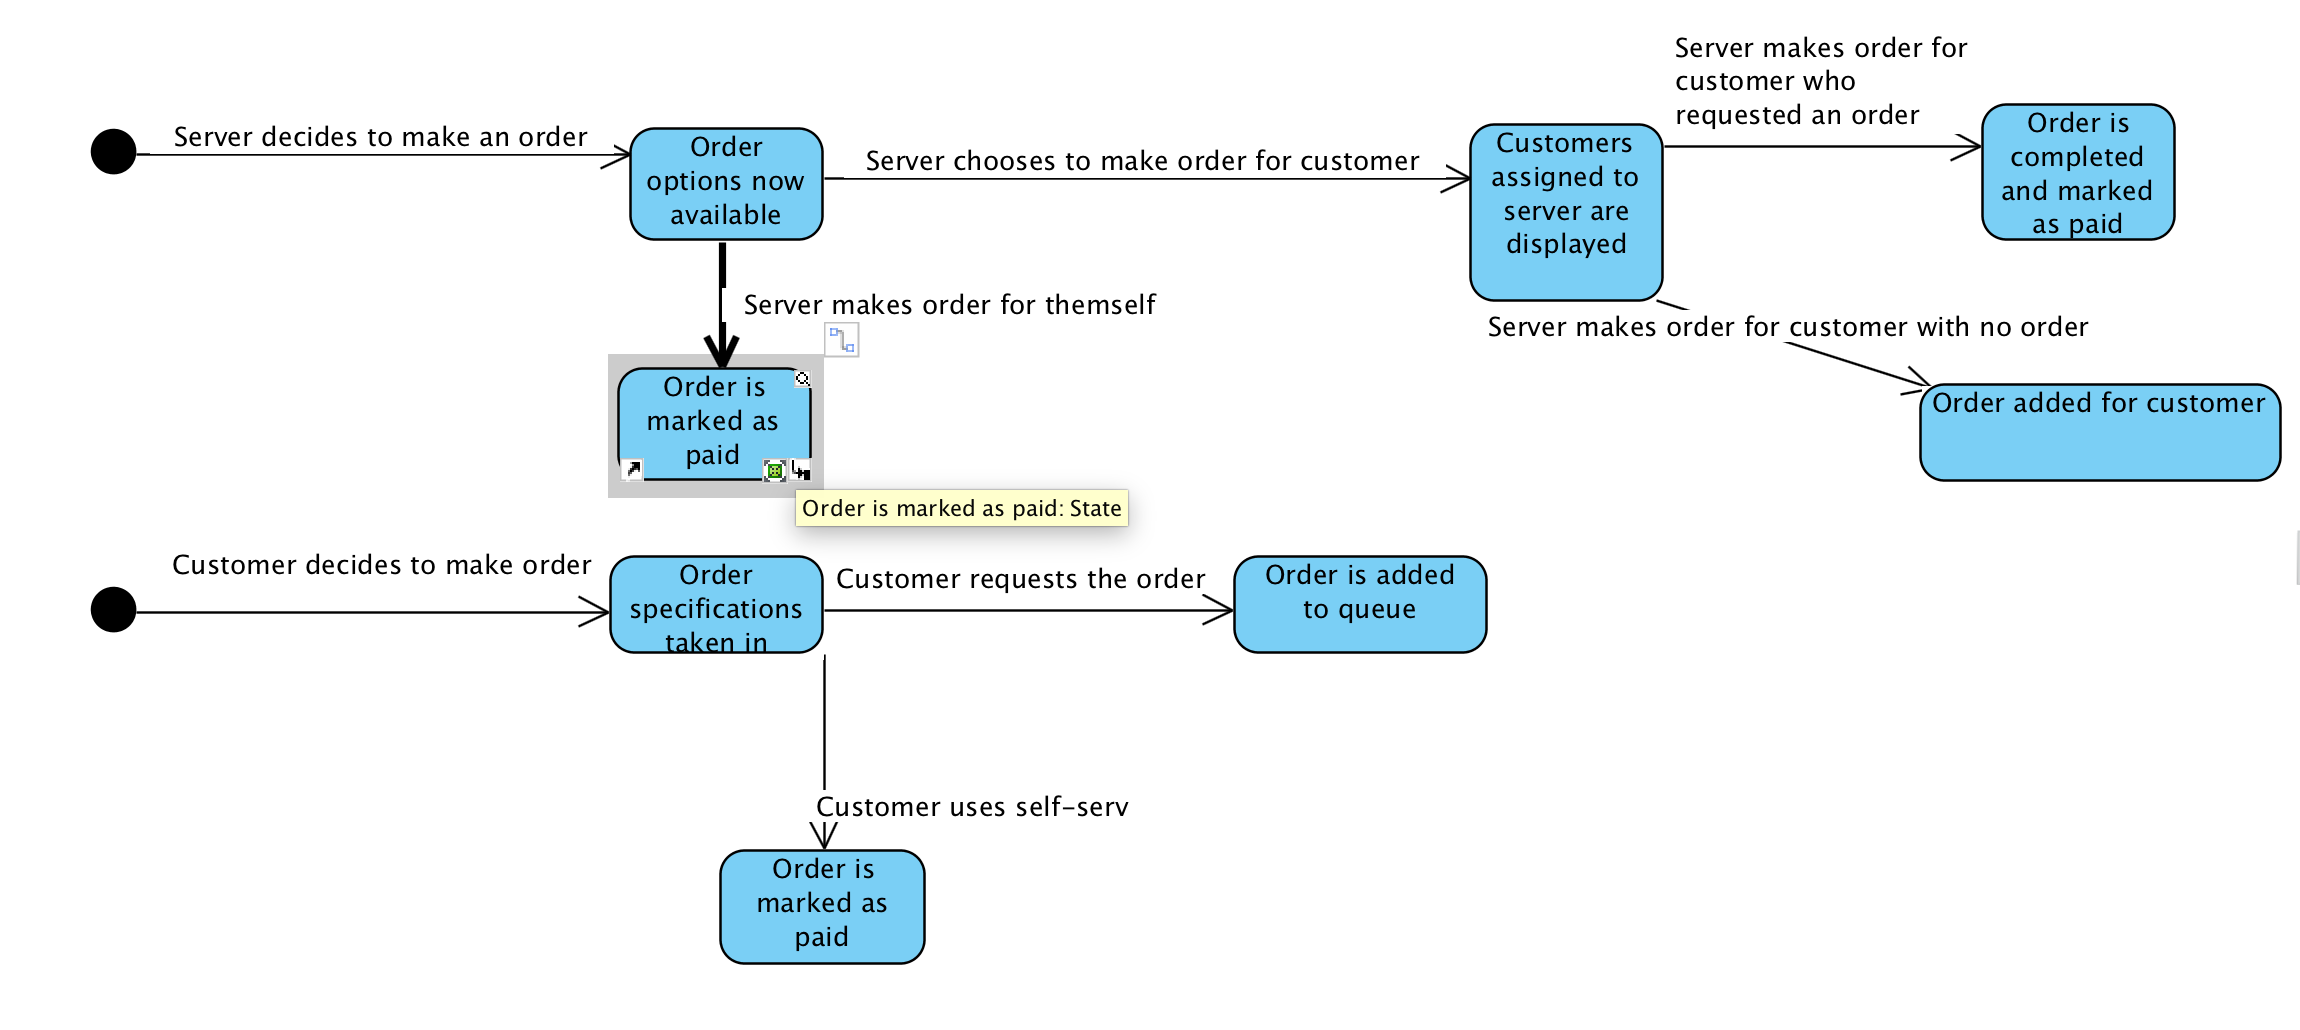 Server decides to make an order
Order
options now
available
Server chooses to make order for customer
Customers
assigned to
server are
displayed
Server makes order for
customer who
requested an order
Order is
completed
and marked
as paid
Server makes order for themself
Order is
marked as
paid
Order is marked as paid: State
Server makes order for customer with no order
Order added for customer
Customer decides to make order
Order
specifications
taken in
Customer requests the order
Order is added
to queue
Customer uses self-serv
Order is
marked as
paid